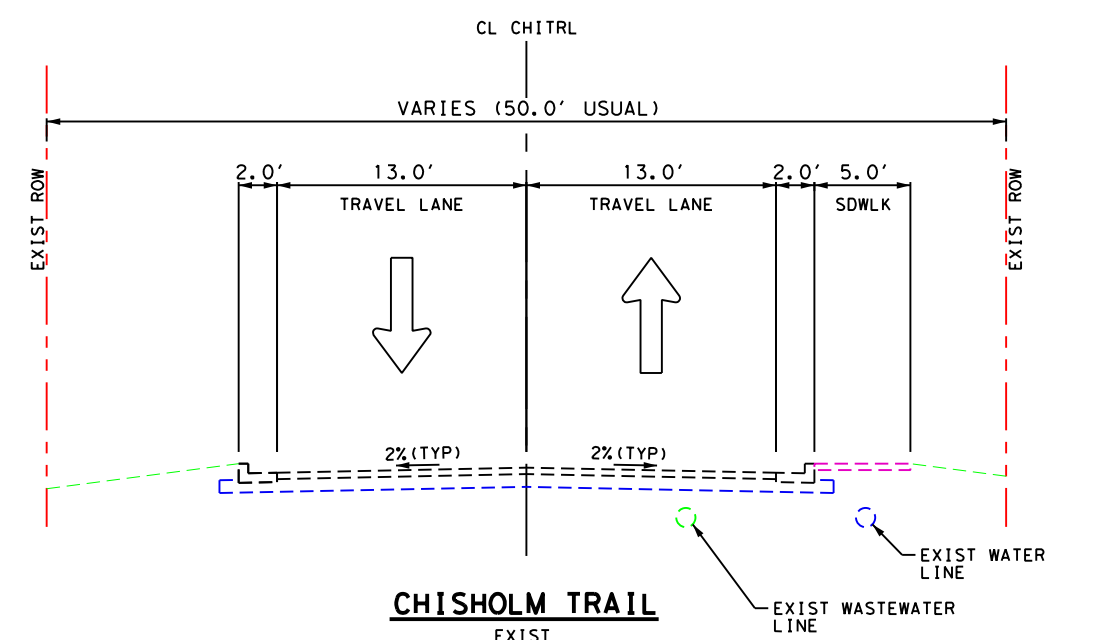 CL CHITRL
VARIES (50.0' USUAL)
2.0' 13.0' 13.0' 2.0' 5.0'
TRAVEL LANE TRAVEL LANE SDWLK
EXIST ROW
EXIST ROW
2%(TYP) 2%(TYP)
EXIST WATER
LINE
EXIST WASTEWATER
LINE
CHISHOLM TRAIL
EXIST